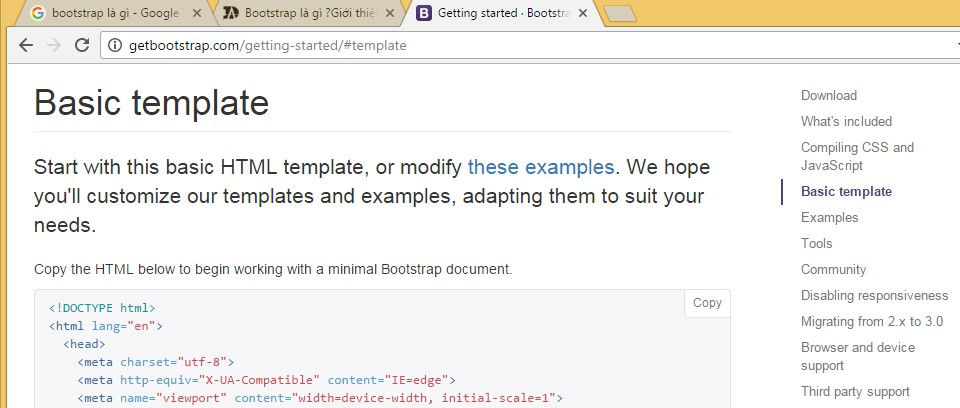 bootstrap là gì - Google
Bootstrap là gì ?Giới thiệ
Getting started · Bootstra
getbootstrap.com/getting-started/#template
Basic template
Start with this basic HTML template, or modify these examples. We hope
you'll customize our templates and examples, adapting them to suit your
needs.
Copy the HTML below to begin working with a minimal Bootstrap document.
Copy
<!DOCTYPE html>
<html lang="en">
<head>
<meta charset="utf-8">
<meta http-equiv="X-UA-Compatible" content="IE=edge">
<meta name="viewport" content="width=device-width, initial-scale=1">
Download
What's included
Compiling CSS and
JavaScript
Basic template
Examples
Tools
Community
Disabling responsiveness
Migrating from 2.x to 3.0
Browser and device
support
Third party support